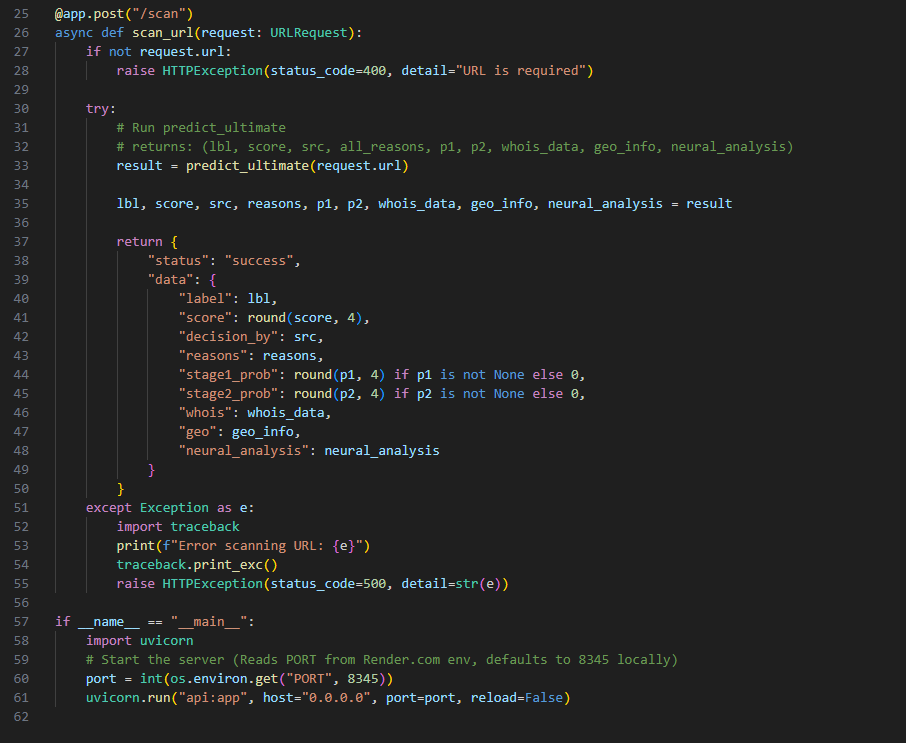 25 @app.post("/scan")
26 async def scan_url(request: URLRequest):
27     if not request.url:
28         raise HTTPException(status_code=400, detail="URL is required")
29
30     try:
31         # Run predict_ultimate
32         # returns: (lbl, score, src, all_reasons, p1, p2, whois_data, geo_info, neural_analysis)
33         result = predict_ultimate(request.url)
34
35         lbl, score, src, reasons, p1, p2, whois_data, geo_info, neural_analysis = result
36
37         return {
38             "status": "success",
39             "data": {
40                 "label": lbl,
41                 "score": round(score, 4),
42                 "decision_by": src,
43                 "reasons": reasons,
44                 "stage1_prob": round(p1, 4) if p1 is not None else 0,
45                 "stage2_prob": round(p2, 4) if p2 is not None else 0,
46                 "whois": whois_data,
47                 "geo": geo_info,
48                 "neural_analysis": neural_analysis
49             }
50         }
51     except Exception as e:
52         import traceback
53         print(f"Error scanning URL: {e}")
54         traceback.print_exc()
55         raise HTTPException(status_code=500, detail=str(e))
56
57 if __name__ == "__main__":
58     import uvicorn
59     # Start the server (Reads PORT from Render.com env, defaults to 8345 locally)
60     port = int(os.environ.get("PORT", 8345))
61     uvicorn.run("api:app", host="0.0.0.0", port=port, reload=False)
62